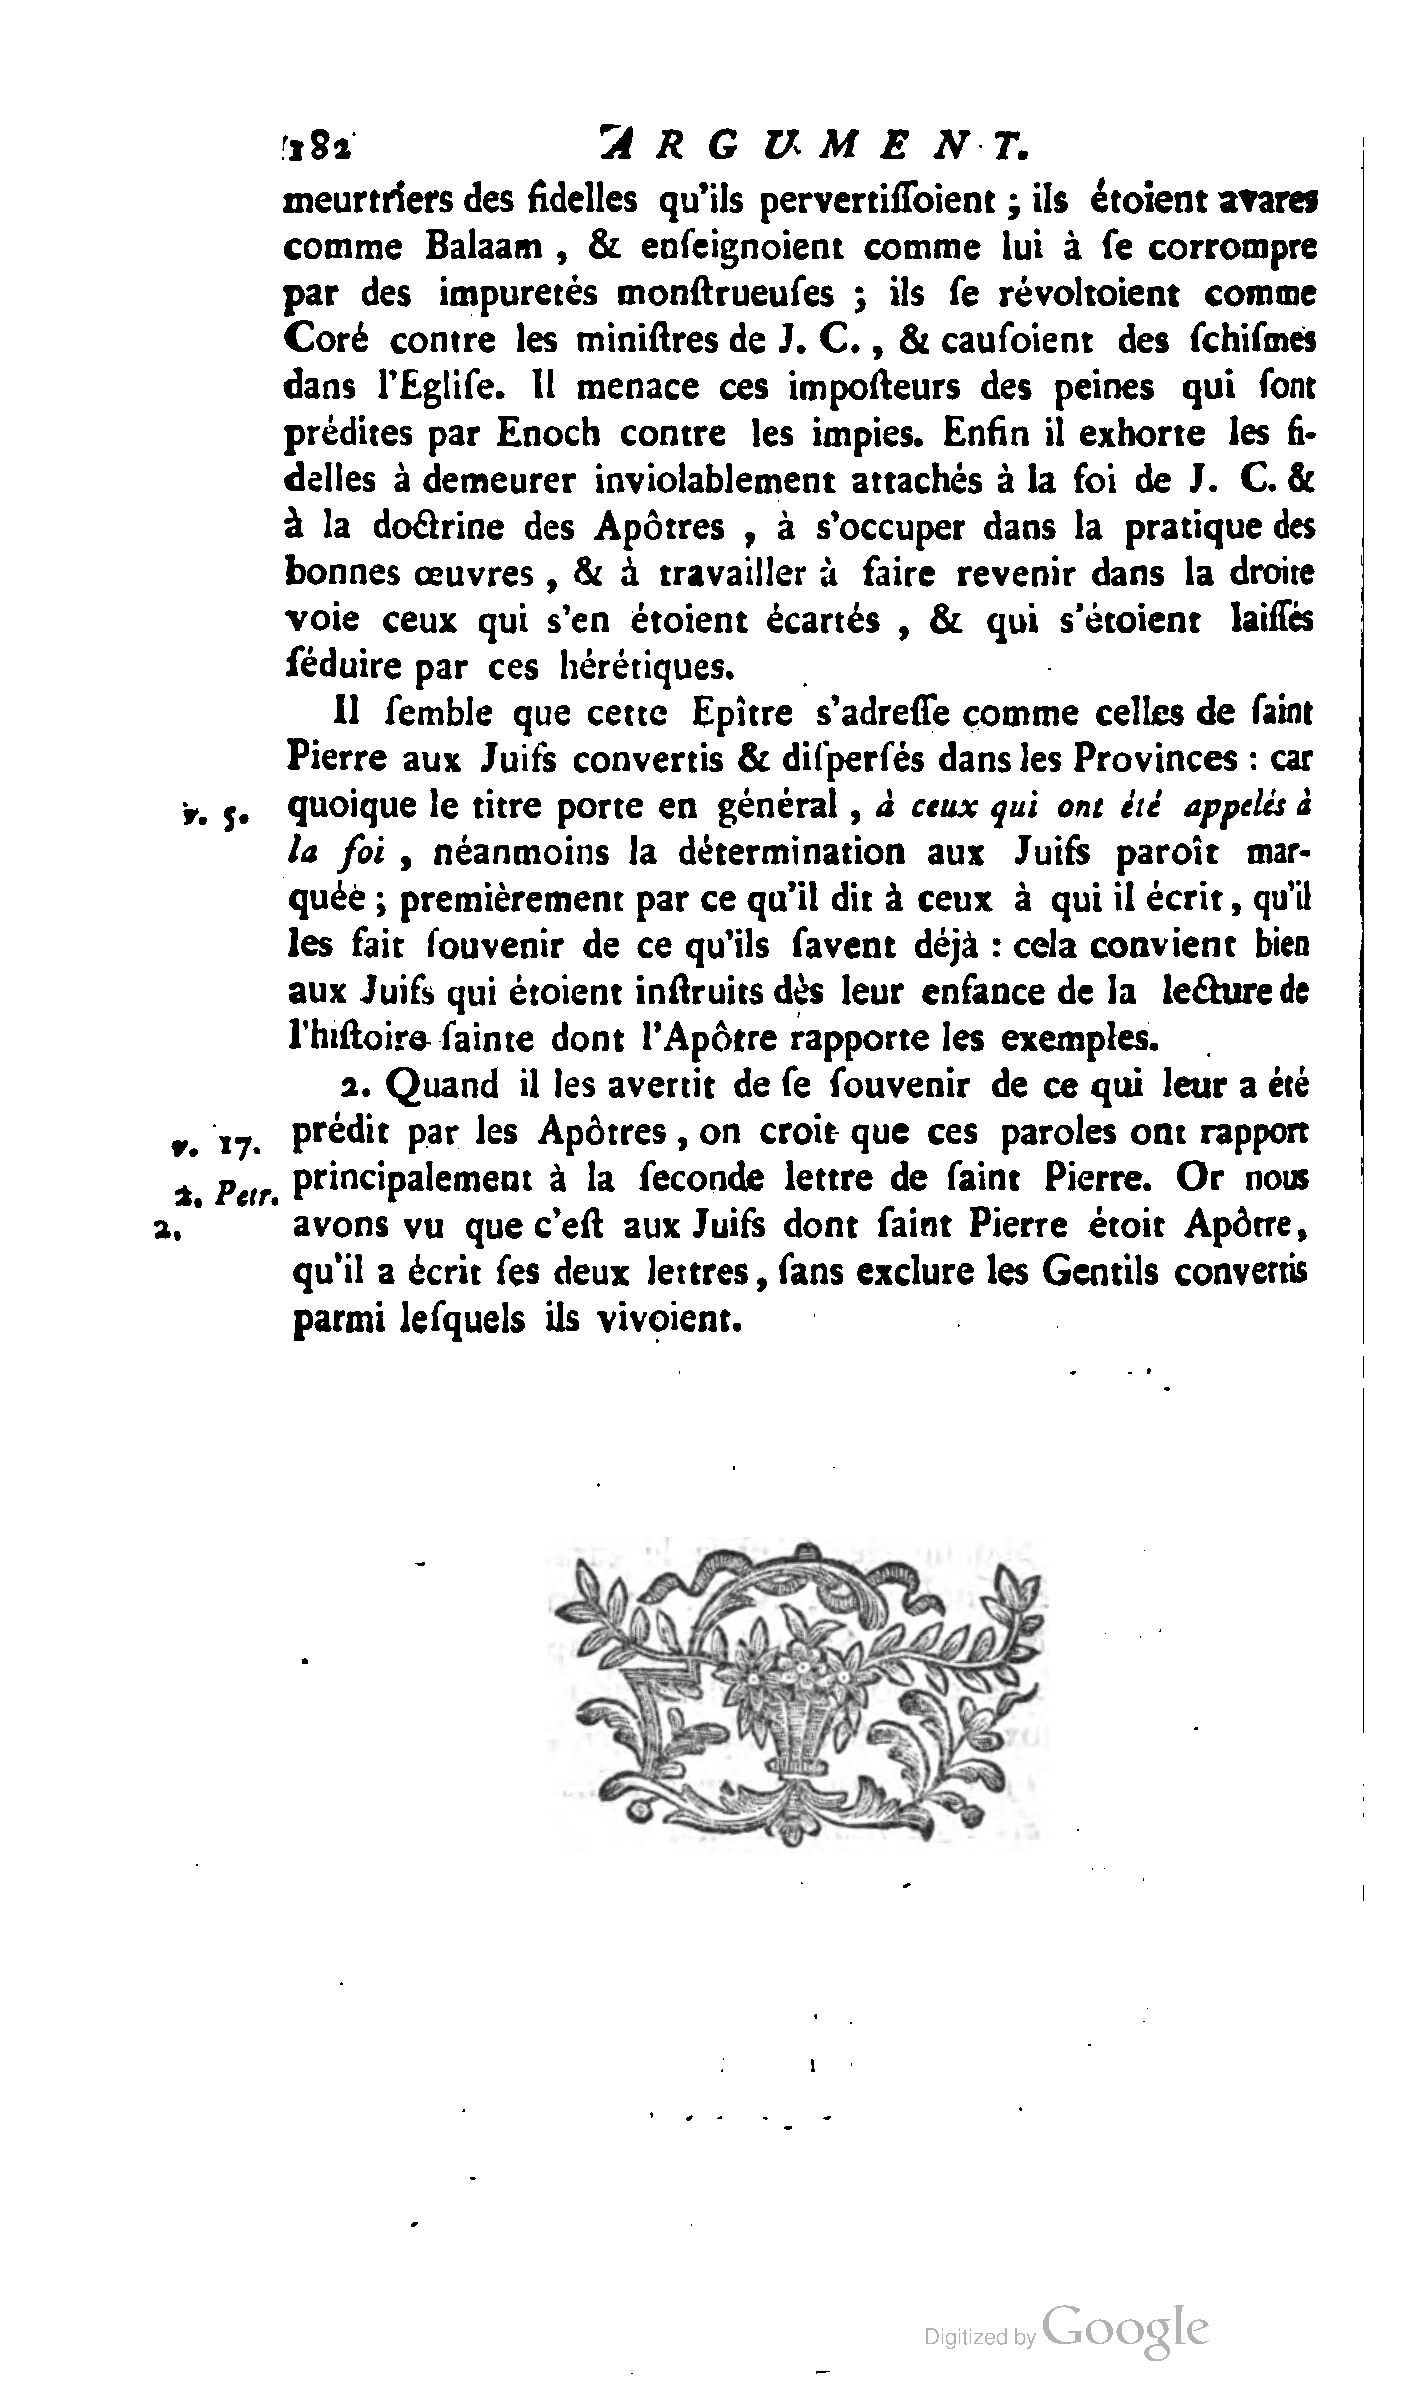 182 ARGUMENT.
meurtriers des fidelles qu'ils pervertiſſoient ; ils étoient avares
comme Balaam , & enſeignoient comme lui à ſe corrompre
par des impuretés monſtrueuſes ; ils ſe révoltoient comme
Coré contre les miniſtres de J. C. , & cauſoient des ſchiſmes
dans l'Egliſe. Il menace ces impoſteurs des peines qui ſont
prédites par Enoch contre les impies. Enfin il exhorte les fi-
delles à demeurer inviolablement attachés à la foi de J. C. &
à la doctrine des Apôtres , à s'occuper dans la pratique des
bonnes œuvres , & à travailler à faire revenir dans la droite
voie ceux qui s'en étoient écartés , & qui s'étoient laiſſés
ſéduire par ces hérétiques.
Il ſemble que cette Epître s'adreſſe comme celles de ſaint
Pierre aux Juifs convertis & diſperſés dans les Provinces : car
v. 5. quoique le titre porte en général , à ceux qui ont été appelés à
la foi , néanmoins la détermination aux Juifs paroît mar-
quée ; premièrement par ce qu'il dit à ceux à qui il écrit, qu'il
les fait ſouvenir de ce qu'ils ſavent déjà : cela convient bien
aux Juifs qui étoient inſtruits dès leur enfance de la lecture de
l'hiſtoire ſainte dont l'Apôtre rapporte les exemples.
2. Quand il les avertit de ſe ſouvenir de ce qui leur a été
v. 17. prédit par les Apôtres , on croit que ces paroles ont rapport
2. Petr. principalement à la ſeconde lettre de ſaint Pierre. Or nous
2. avons vu que c'eſt aux Juifs dont ſaint Pierre étoit Apôtre,
qu'il a écrit ſes deux lettres, ſans exclure les Gentils convertis
parmi leſquels ils vivoient.
Digitized by Google